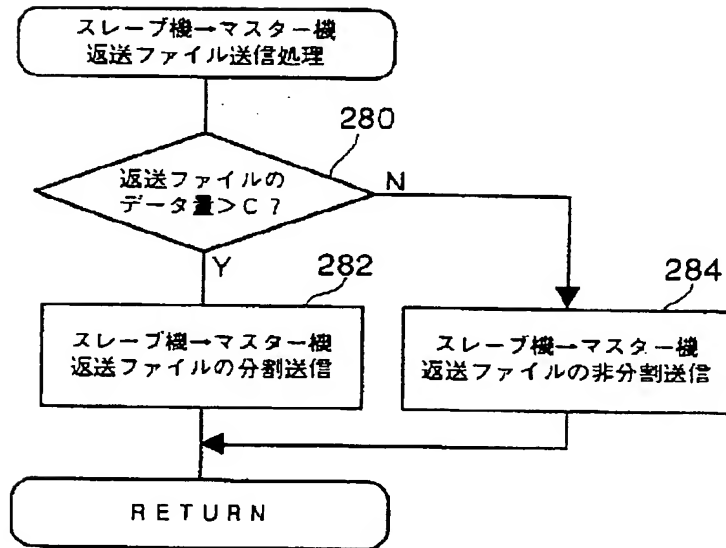 スレーブ機→マスター機
返送ファイル送信処理
280
返送ファイルの
データ量>C?
N
Y
282
スレーブ機→マスター機
返送ファイルの分割送信
284
スレーブ機→マスター機
返送ファイルの非分割送信
RETURN